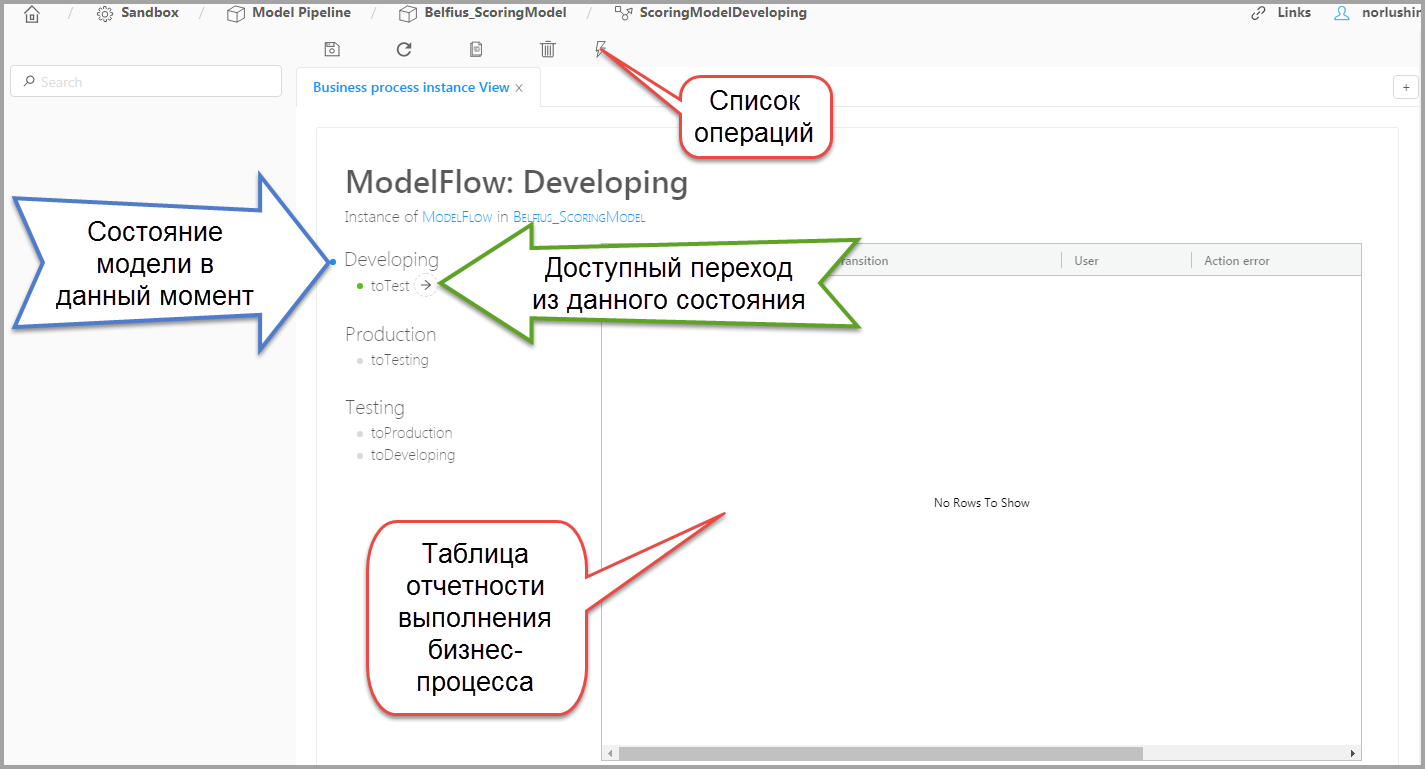 Sandbox / Model Pipeline / Belfius_ScoringModel / ScoringModelDeveloping Links norlushin
Search
Business process instance View x
+
Список
операций
ModelFlow: Developing
Instance of ModelFlow in Belfius_ScoringModel
Состояние
модели в
данный момент
Developing
toTest
Доступный переход
из данного состояния
User
Action error
Production
toTesting
Testing
toProduction
toDeveloping
No Rows To Show
Таблица
отчетности
выполнения
бизнес-
процесса